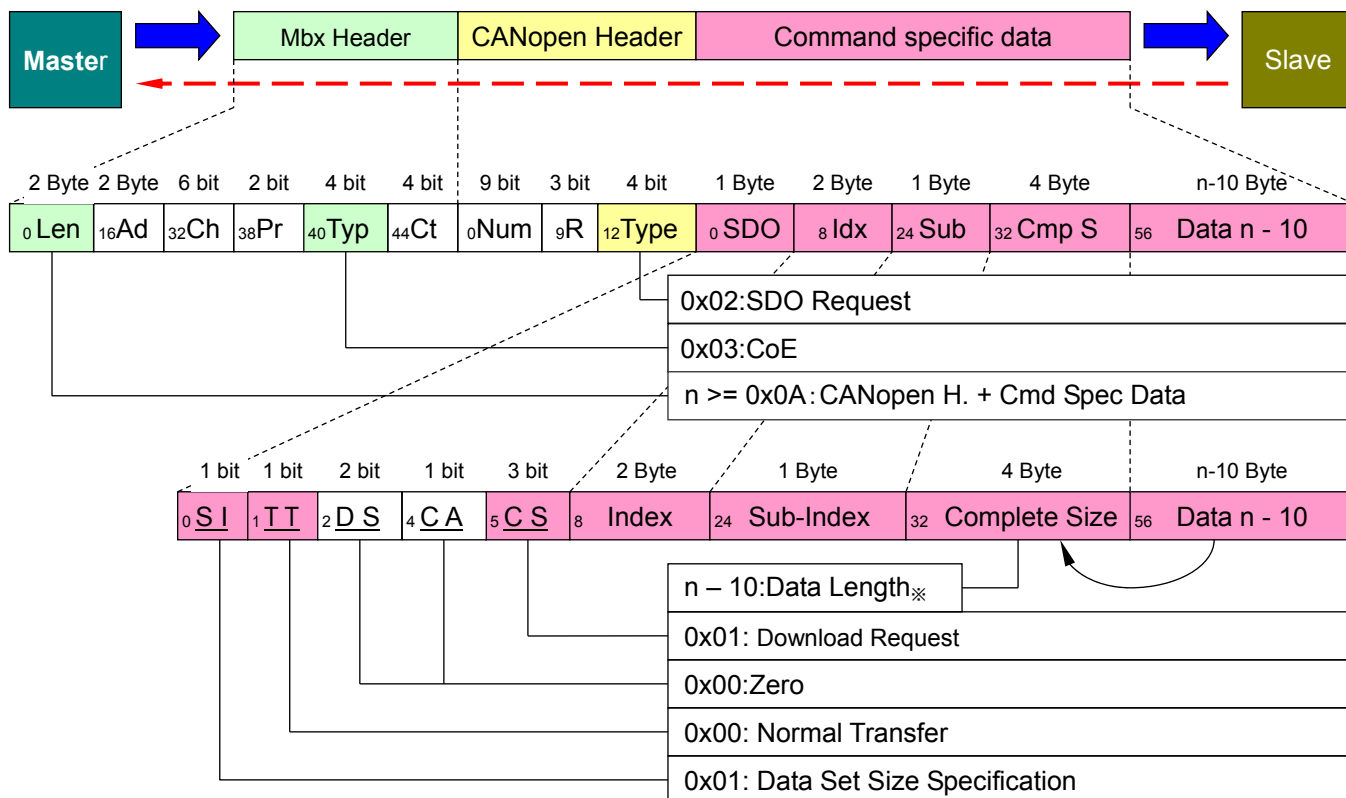 Master
Mbx Header CANopen Header Command specific data
Slave
2 Byte 2 Byte 6 bit 2 bit 4 bit 4 bit 9 bit 3 bit 4 bit 1 Byte 2 Byte 1 Byte 4 Byte n-10 Byte
0 Len 16 Ad 32 Ch 38 Pr 40 Typ 44 Ct 0 Num 9 R 12 Type 0 SDO 8 Idx 24 Sub 32 Cmp S 56 Data n - 10
0x02:SDO Request
0x03:CoE
n >= 0x0A：CANopen H. + Cmd Spec Data
1 bit 1 bit 2 bit 1 bit 3 bit 2 Byte 1 Byte 4 Byte n-10 Byte
0 S I 1 T T 2 D S 4 C A 5 C S 8 Index 24 Sub-Index 32 Complete Size 56 Data n - 10
n – 10:Data Length※
0x01: Download Request
0x00:Zero
0x00: Normal Transfer
0x01: Data Set Size Specification